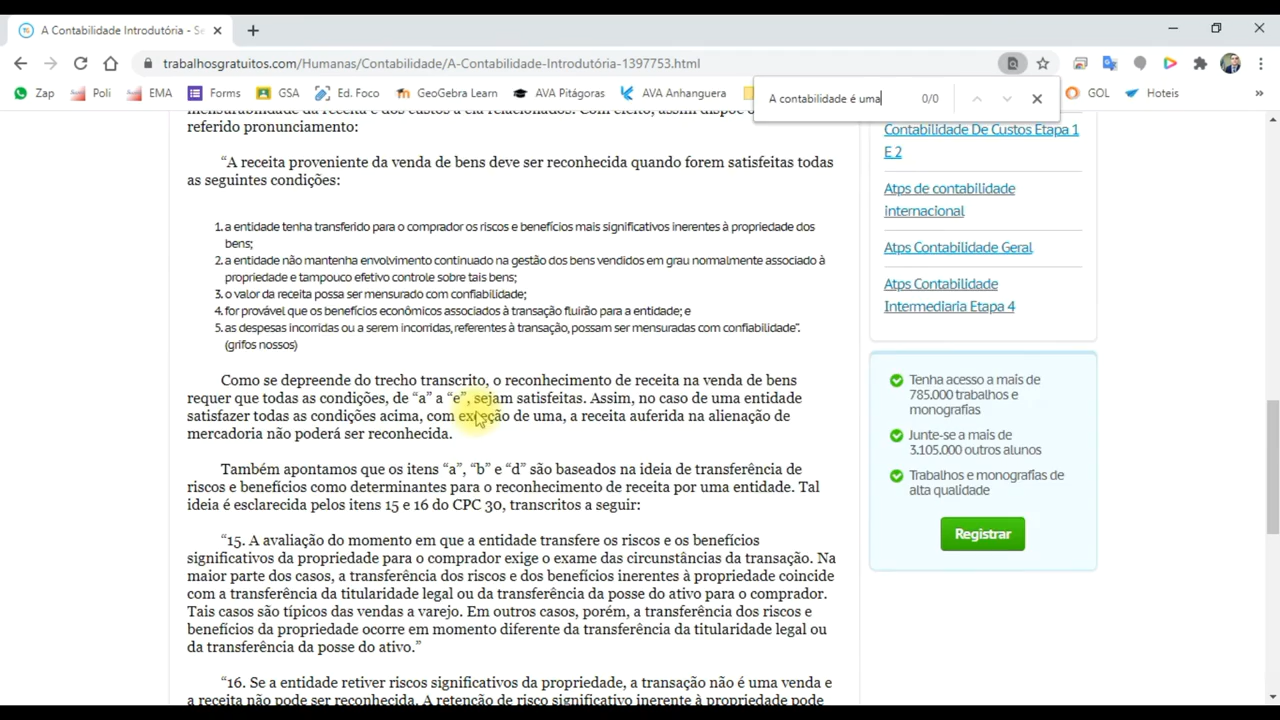 A Contabilidade Introdutória - Se
trabalhosgratuitos.com/Humanas/Contabilidade/A-Contabilidade-Introdutória-1397753.html
Zap
Poli
EMA
Forms
GSA
Ed. Foco
GeoGebra Learn
AVA Pitágoras
AVA Anhanguera
GOL
Hoteis
»
A contabilidade é uma
0/0
referido pronunciamento:
“A receita proveniente da venda de bens deve ser reconhecida quando forem satisfeitas todas
as seguintes condições:
1. a entidade tenha transferido para o comprador os riscos e benefícios mais significativos inerentes à propriedade dos
bens;
2. a entidade não mantenha envolvimento continuado na gestão dos bens vendidos em grau normalmente associado à
propriedade e tampouco efetivo controle sobre tais bens;
3. o valor da receita possa ser mensurado com confiabilidade;
4. for provável que os benefícios econômicos associados à transação fluirão para a entidade; e
5. as despesas incorridas ou a serem incorridas, referentes à transação, possam ser mensuradas com confiabilidade”.
(grifos nossos)
Como se depreende do trecho transcrito, o reconhecimento de receita na venda de bens
requer que todas as condições, de “a” a “e”, sejam satisfeitas. Assim, no caso de uma entidade
satisfazer todas as condições acima, com exceção de uma, a receita auferida na alienação de
mercadoria não poderá ser reconhecida.
Também apontamos que os itens “a”, “b” e “d” são baseados na ideia de transferência de
riscos e benefícios como determinantes para o reconhecimento de receita por uma entidade. Tal
ideia é esclarecida pelos itens 15 e 16 do CPC 30, transcritos a seguir:
“15. A avaliação do momento em que a entidade transfere os riscos e os benefícios
significativos da propriedade para o comprador exige o exame das circunstâncias da transação. Na
maior parte dos casos, a transferência dos riscos e dos benefícios inerentes à propriedade coincide
com a transferência da titularidade legal ou da transferência da posse do ativo para o comprador.
Tais casos são típicos das vendas a varejo. Em outros casos, porém, a transferência dos riscos e
benefícios da propriedade ocorre em momento diferente da transferência da titularidade legal ou
da transferência da posse do ativo.”
“16. Se a entidade retiver riscos significativos da propriedade, a transação não é uma venda e
a receita não pode ser reconhecida. A retenção de risco significativo inerente à propriedade pode
Contabilidade De Custos Etapa 1
E 2
Atps de contabilidade
internacional
Atps Contabilidade Geral
Atps Contabilidade
Intermediaria Etapa 4
Tenha acesso a mais de
785.000 trabalhos e
monografias
Junte-se a mais de
3.105.000 outros alunos
Trabalhos e monografias de
alta qualidade
Registrar